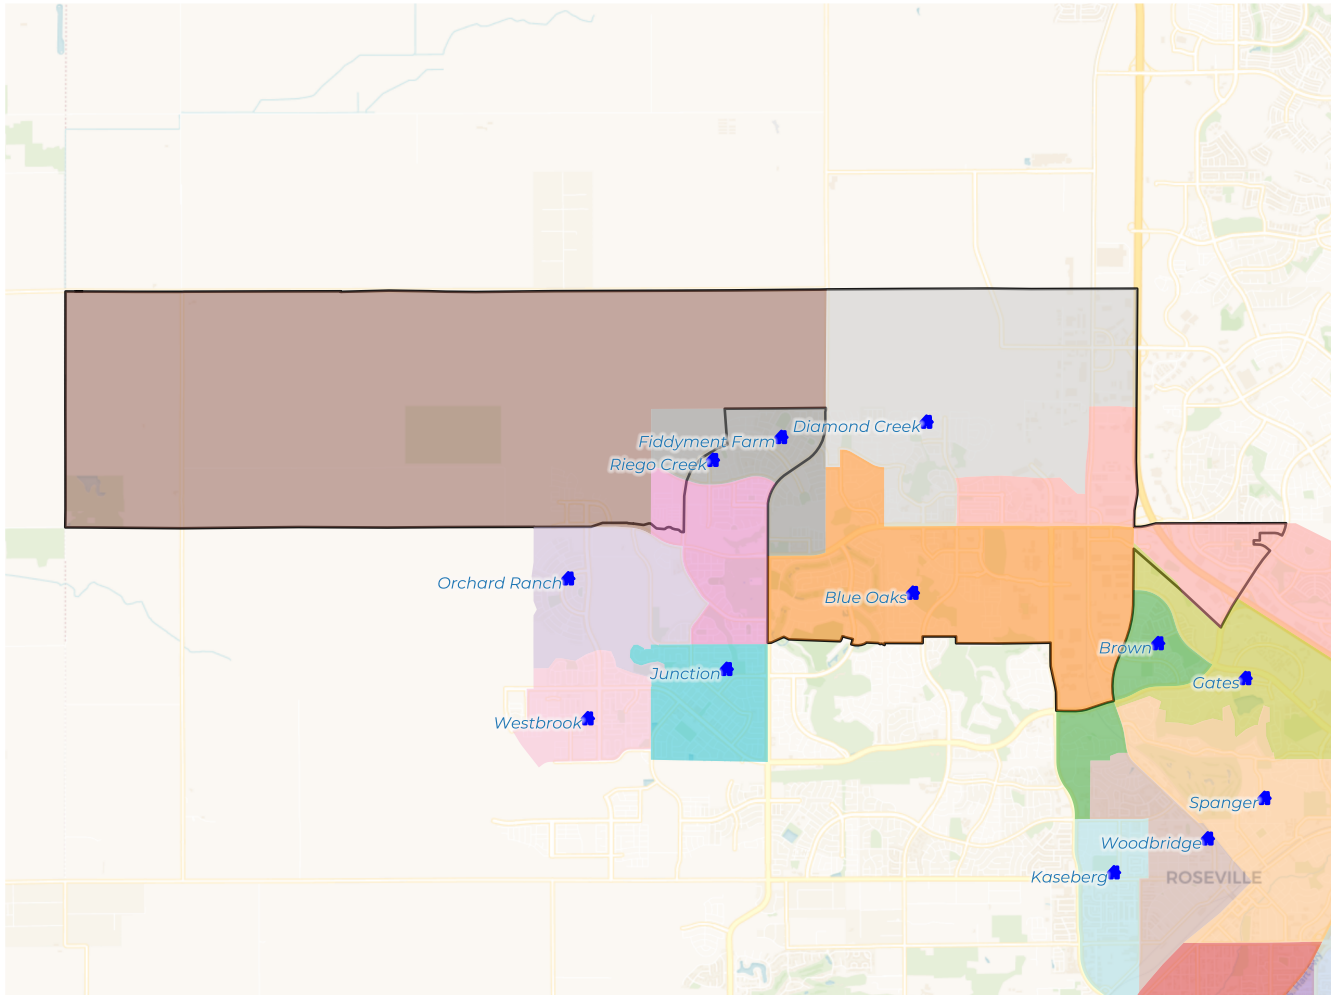 Diamond Creek
Fiddyment Farm
Riego Creek
Orchard Ranch
Blue Oaks
Brown
Junction
Gates
Westbrook
Spanger
Woodbridge
Kaseberg
ROSEVILLE